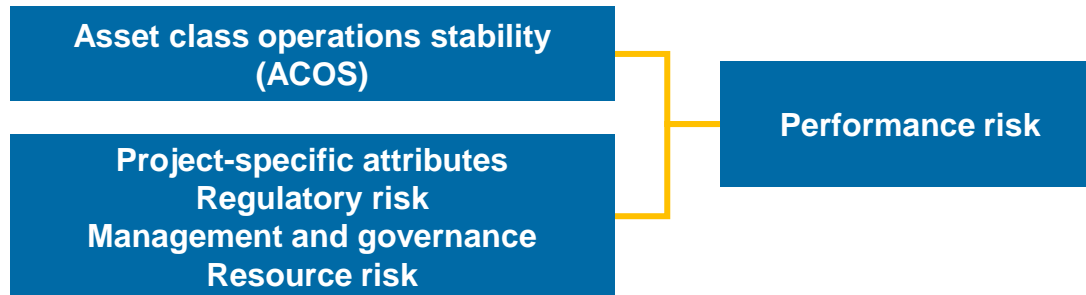 Asset class operations stability
(ACOS)
Project-specific attributes
Regulatory risk
Management and governance
Resource risk
Performance risk